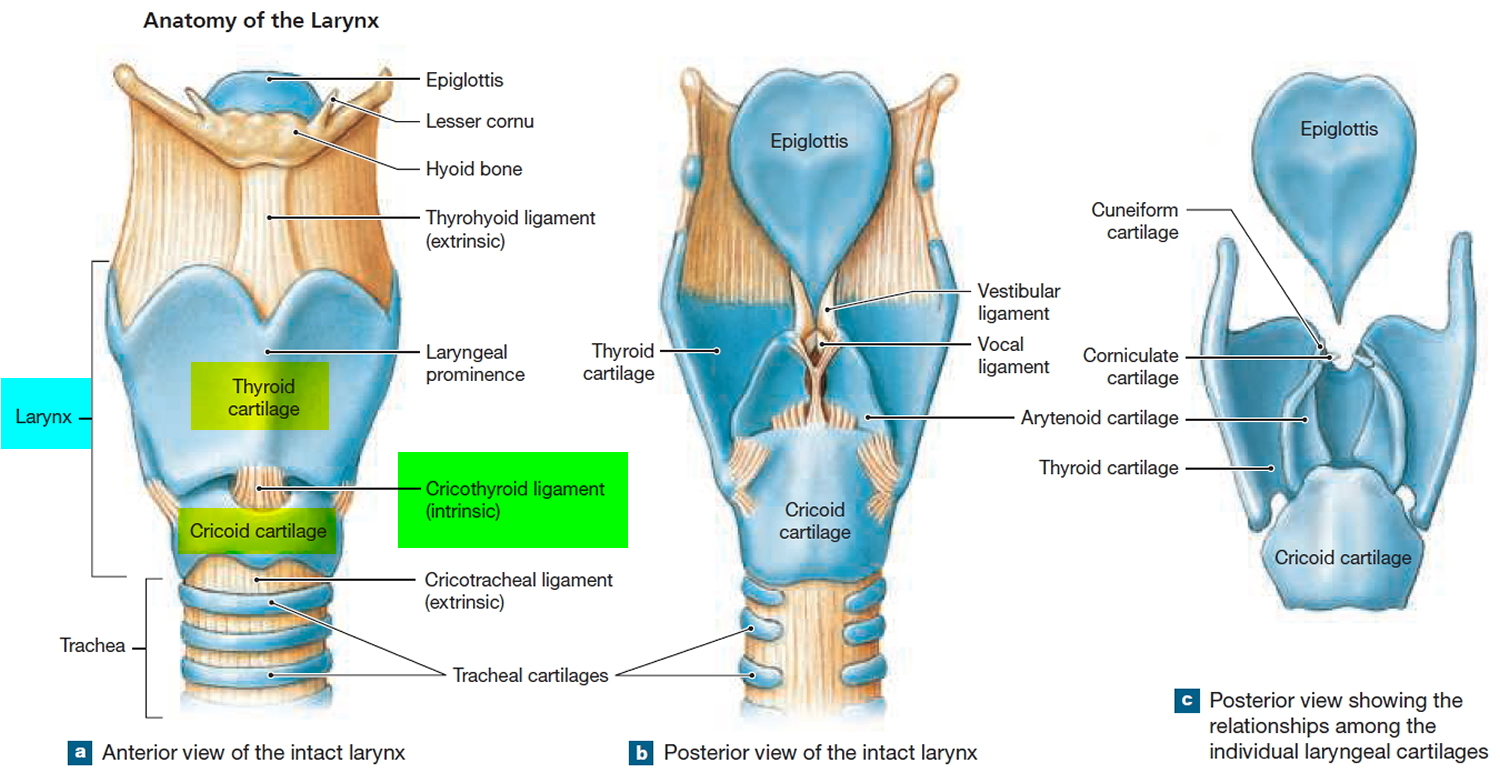 Anatomy of the Larynx
Epiglottis
Lesser cornu
Hyoid bone
Thyrohyoid ligament
(extrinsic)
Laryngeal
prominence
Thyroid
cartilage
Larynx
Cricothyroid ligament
(intrinsic)
Cricoid cartilage
Cricotracheal ligament
(extrinsic)
Trachea
Tracheal cartilages
a Anterior view of the intact larynx
Epiglottis
Vestibular
ligament
Vocal
ligament
Thyroid
cartilage
Arytenoid cartilage
Cricoid
cartilage
b Posterior view of the intact larynx
Epiglottis
Cuneiform
cartilage
Corniculate
cartilage
Thyroid cartilage
Cricoid cartilage
c Posterior view showing the
relationships among the
individual laryngeal cartilages